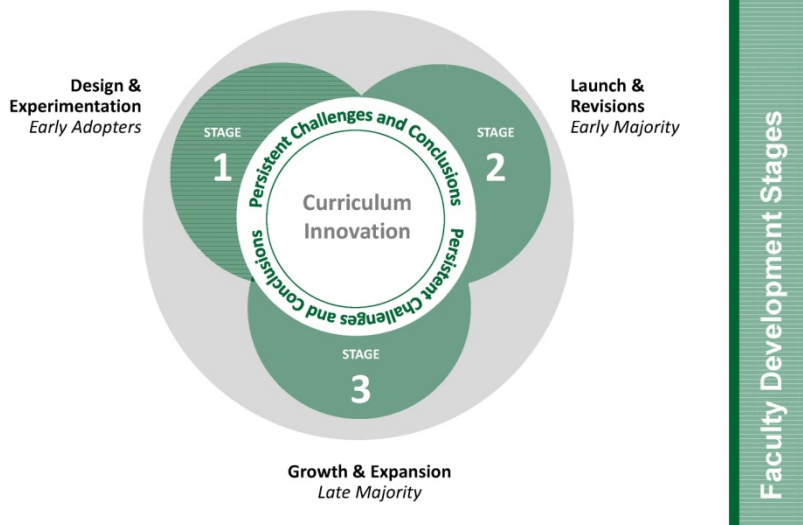 Design &
Experimentation
Early Adopters
STAGE
1
Launch &
Revisions
Early Majority
STAGE
2
Persistent Challenges and Conclusions
Curriculum
Innovation
Persistent Challenges and Conclusions
STAGE
3
Growth & Expansion
Late Majority
Faculty Development Stages